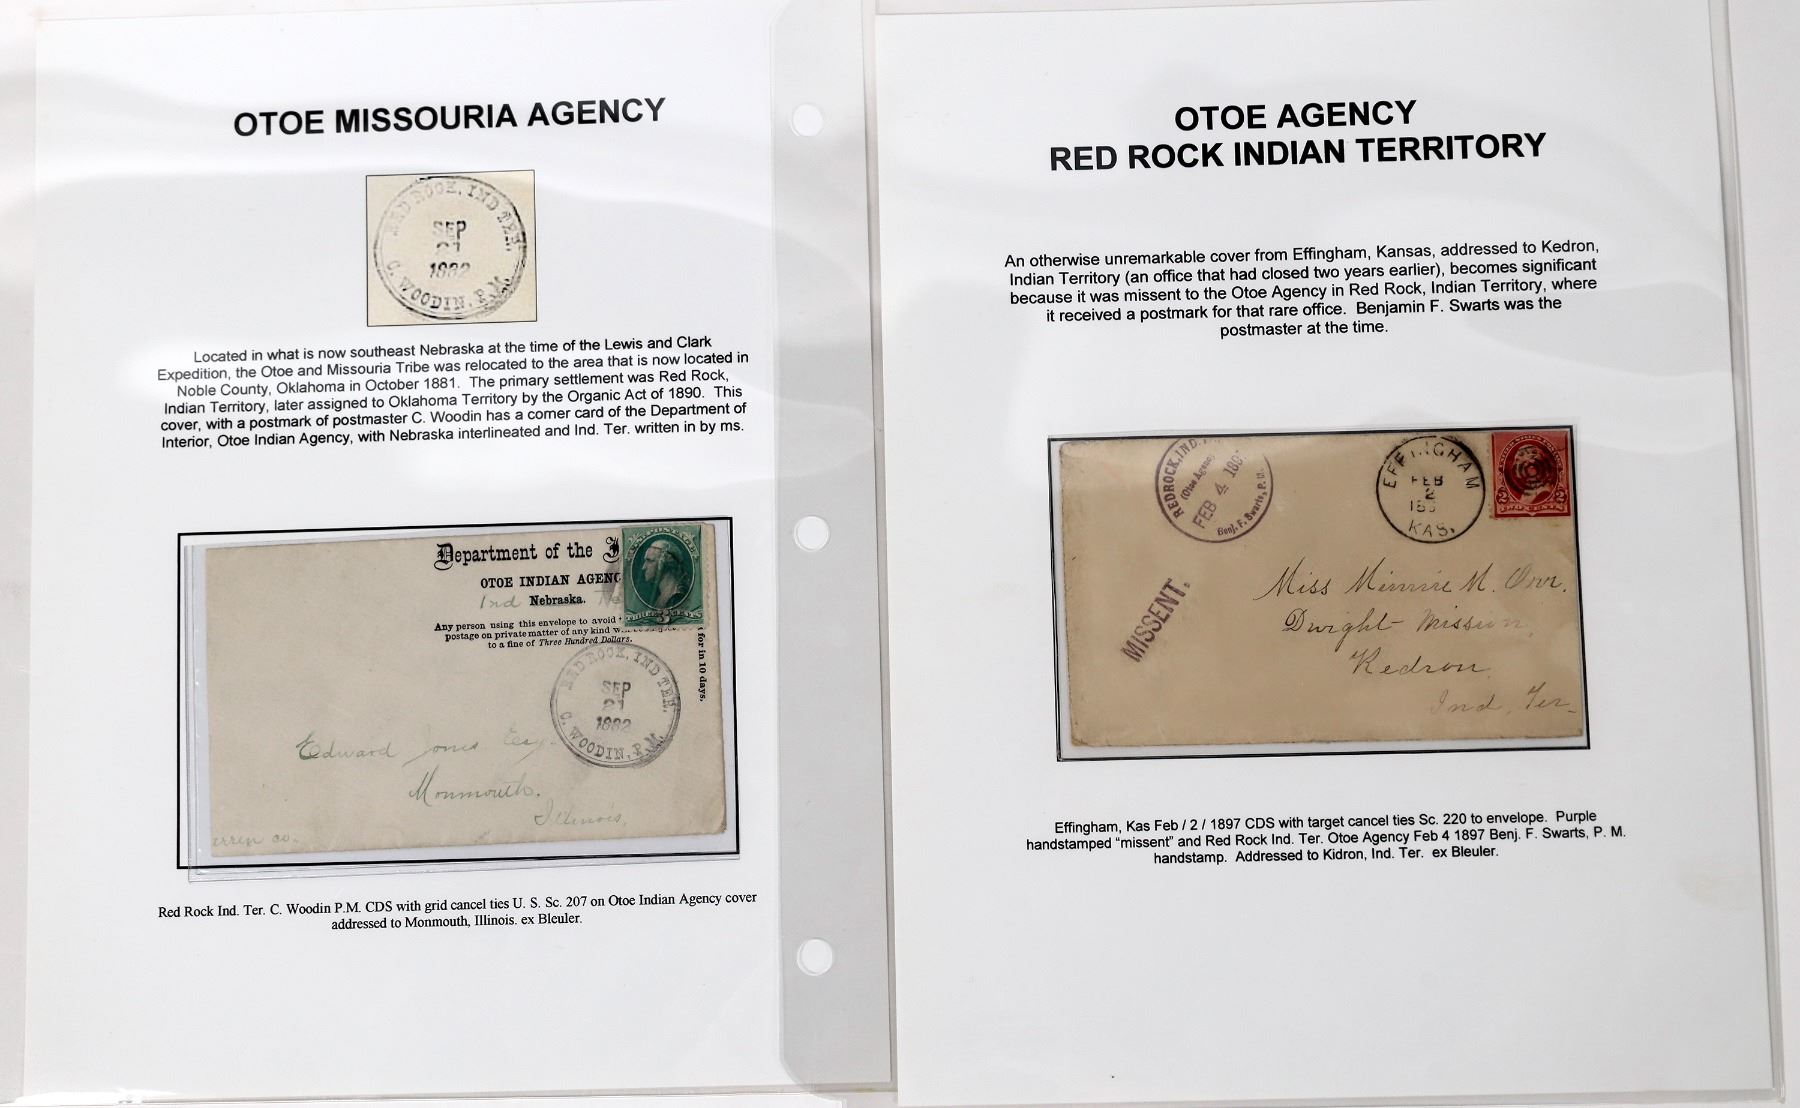 OTOE MISSOURIA AGENCY
RED ROCK, IND TER.
SEP
21
1882
C. WOODIN, P.M.
Located in what is now southeast Nebraska at the time of the Lewis and Clark
Expedition, the Otoe and Missouria Tribe was relocated to the area that is now located in
Noble County, Oklahoma in October 1881. The primary settlement was Red Rock,
Indian Territory, later assigned to Oklahoma Territory by the Organic Act of 1890. This
cover, with a postmark of postmaster C. Woodin has a corner card of the Department of
Interior, Otoe Indian Agency, with Nebraska interlineated and Ind. Ter. written in by ms.
Department of the I
OTOE INDIAN AGENC
Ind Nebraska. Te
Any person using this envelope to avoid
postage on private matter of any kind w
to a fine of Three Hundred Dollars.
for in 10 days.
THREE CENTS
3
RED ROCK, IND TER.
SEP
21
1882
C. WOODIN, P.M.
Edward Jones Esq.
Monmouth.
Illinois,
erren co.
Red Rock Ind. Ter. C. Woodin P.M. CDS with grid cancel ties U. S. Sc. 207 on Otoe Indian Agency cover
addressed to Monmouth, Illinois. ex Bleuler.
OTOE AGENCY
RED ROCK INDIAN TERRITORY
An otherwise unremarkable cover from Effingham, Kansas, addressed to Kedron,
Indian Territory (an office that had closed two years earlier), becomes significant
because it was missent to the Otoe Agency in Red Rock, Indian Territory, where
it received a postmark for that rare office. Benjamin F. Swarts was the
postmaster at the time.
REDROCK, IND. T
(Otoe Agency
FEB 4 189
Benj. F. Swarts, P. M.
EFFINGHAM
FEB
2
189
KAS.
2 2
TWO CENTS
MISSENT.
Miss Minnie M. Orr.
Dwight Mission,
Kedron,
Ind. Ter-
Effingham, Kas Feb / 2 / 1897 CDS with target cancel ties Sc. 220 to envelope. Purple
handstamped "missent" and Red Rock Ind. Ter. Otoe Agency Feb 4 1897 Benj. F. Swarts, P. M.
handstamp. Addressed to Kidron, Ind. Ter. ex Bleuler.